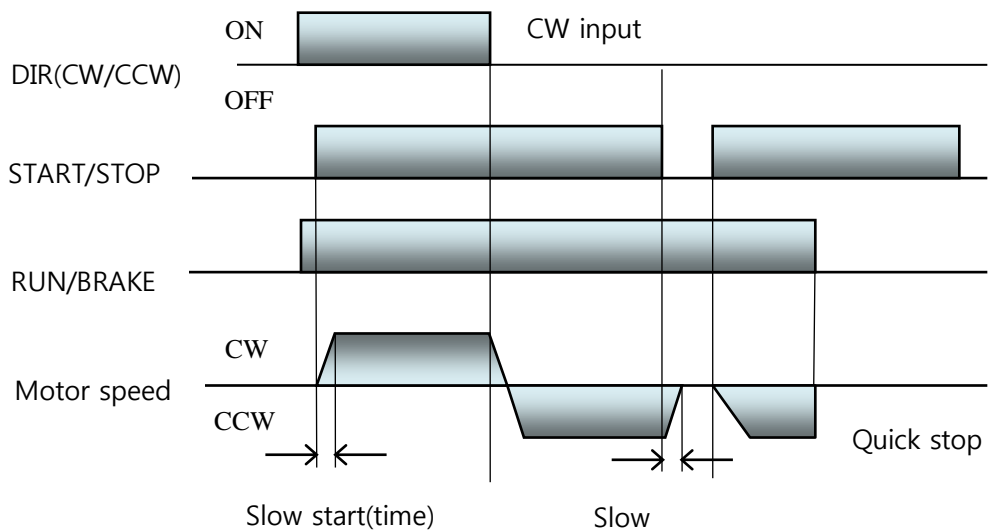 ON
CW input
DIR(CW/CCW)
OFF
START/STOP
RUN/BRAKE
CW
Motor speed
CCW
Quick stop
Slow start(time)
Slow